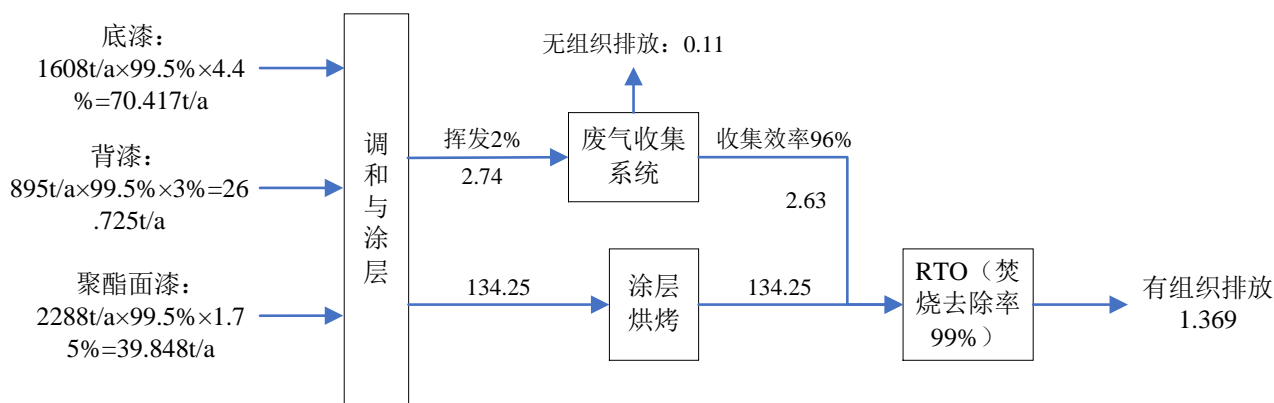 底漆：
1608t/a×99.5%×4.4
%=70.417t/a
背漆：
895t/a×99.5%×3%=26
.725t/a
聚酯面漆：
2288t/a×99.5%×1.7
5%=39.848t/a
调
和
与
涂
层
无组织排放：0.11
挥发2%
2.74
废气收集
系统
收集效率96%
2.63
134.25
涂层
烘烤
134.25
RTO（焚
烧去除率
99%）
有组织排放
1.369